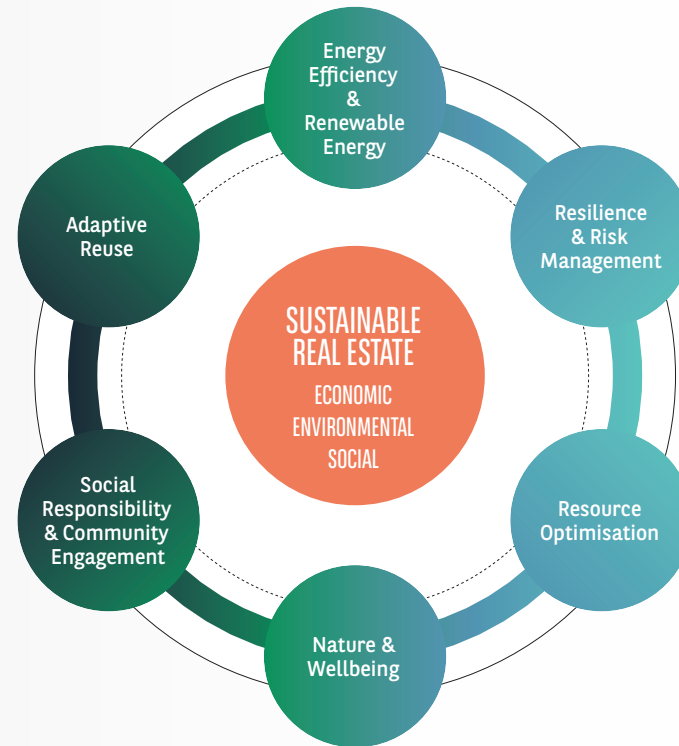 Energy
Efficiency
&
Renewable
Energy
Adaptive
Reuse
Resilience
& Risk
Management
SUSTAINABLE
REAL ESTATE
ECONOMIC
ENVIRONMENTAL
SOCIAL
Social
Responsibility
& Community
Engagement
Resource
Optimisation
Nature &
Wellbeing